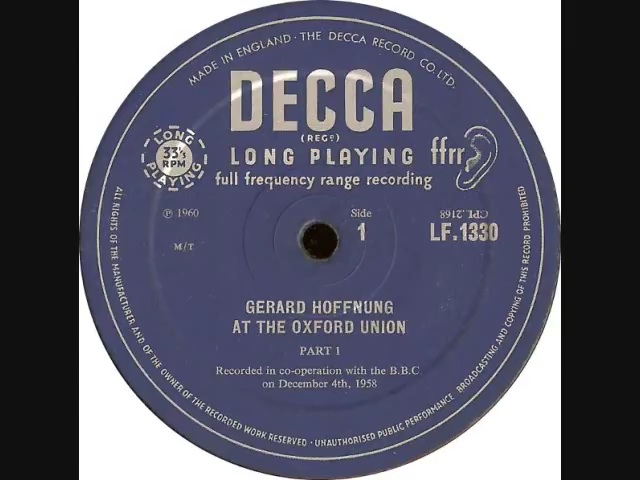 MADE IN ENGLAND · THE DECCA RECORD CO. LTD.
DECCA
(REGD)
LONG PLAYING ffrr
full frequency range recording
LONG PLAYING
33⅓ RPM
℗ 1960
Side
CPL.2168
M/T
1
LF.1330
GERARD HOFFNUNG
AT THE OXFORD UNION
PART 1
Recorded in co-operation with the B.B.C
on December 4th, 1958
ALL RIGHTS OF THE MANUFACTURER AND OF THE OWNER OF THE RECORDED WORK RESERVED · UNAUTHORISED PUBLIC PERFORMANCE BROADCASTING AND COPYING OF THIS RECORD PROHIBITED